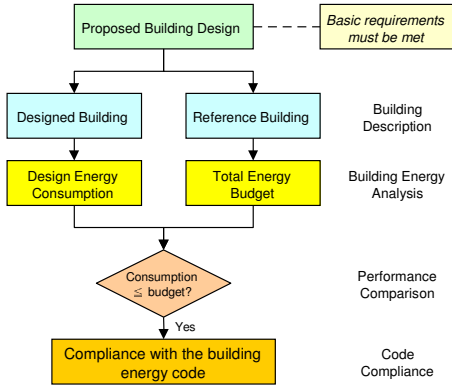 Proposed Building Design
Basic requirements
must be met
Designed Building
Reference Building
Building
Description
Design Energy
Consumption
Total Energy
Budget
Building Energy
Analysis
Consumption
≦ budget?
Performance
Comparison
Yes
Compliance with the building
energy code
Code
Compliance